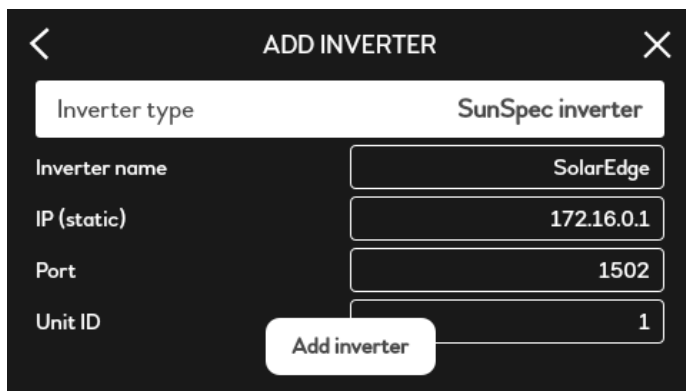 ADD INVERTER
Inverter type SunSpec inverter
Inverter name SolarEdge
IP (static) 172.16.0.1
Port 1502
Unit ID 1
Add inverter